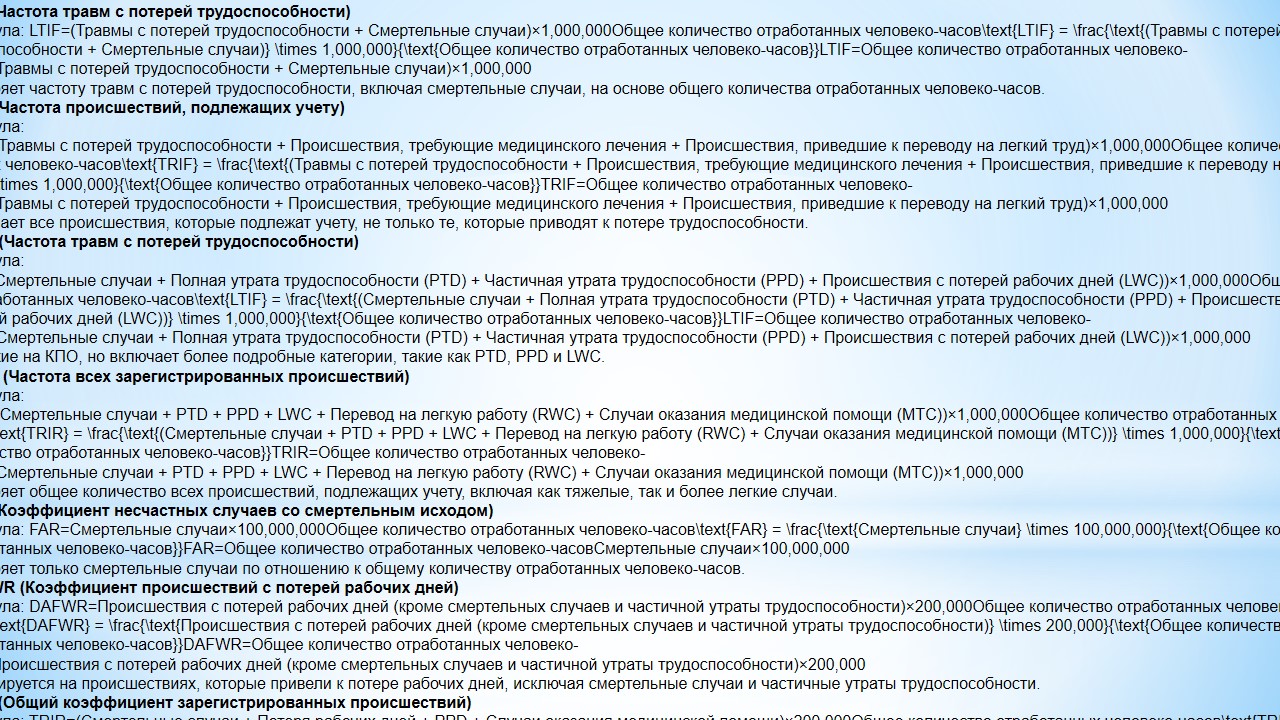 Частота травм с потерей трудоспособности)
ула: LTIF=(Травмы с потерей трудоспособности + Смертельные случаи)×1,000,000Общее количество отработанных человеко-часов\text{LTIF} = \frac{\text{(Травмы с потерей
пособности + Смертельные случаи)} \times 1,000,000}{\text{Общее количество отработанных человеко-часов}}LTIF=Общее количество отработанных человеко-
Травмы с потерей трудоспособности + Смертельные случаи)×1,000,000
яет частоту травм с потерей трудоспособности, включая смертельные случаи, на основе общего количества отработанных человеко-часов.
Частота происшествий, подлежащих учету)
ула:
Травмы с потерей трудоспособности + Происшествия, требующие медицинского лечения + Происшествия, приведшие к переводу на легкий труд)×1,000,000Общее количе
х человеко-часов\text{TRIF} = \frac{\text{(Травмы с потерей трудоспособности + Происшествия, требующие медицинского лечения + Происшествия, приведшие к переводу н
times 1,000,000}{\text{Общее количество отработанных человеко-часов}}TRIF=Общее количество отработанных человеко-
Травмы с потерей трудоспособности + Происшествия, требующие медицинского лечения + Происшествия, приведшие к переводу на легкий труд)×1,000,000
ает все происшествия, которые подлежат учету, не только те, которые приводят к потере трудоспособности.
(Частота травм с потерей трудоспособности)
ула:
Смертельные случаи + Полная утрата трудоспособности (PTD) + Частичная утрата трудоспособности (PPD) + Происшествия с потерей рабочих дней (LWC))×1,000,000Общ
аботанных человеко-часов\text{LTIF} = \frac{\text{(Смертельные случаи + Полная утрата трудоспособности (PTD) + Частичная утрата трудоспособности (PPD) + Происшеств
й рабочих дней (LWC))} \times 1,000,000}{\text{Общее количество отработанных человеко-часов}}LTIF=Общее количество отработанных человеко-
Смертельные случаи + Полная утрата трудоспособности (PTD) + Частичная утрата трудоспособности (PPD) + Происшествия с потерей рабочих дней (LWC))×1,000,000
кие на КПО, но включает более подробные категории, такие как PTD, PPD и LWC.
(Частота всех зарегистрированных происшествий)
ула:
Смертельные случаи + PTD + PPD + LWC + Перевод на легкую работу (RWC) + Случаи оказания медицинской помощи (MTC))×1,000,000Общее количество отработанных
ext{TRIR} = \frac{\text{(Смертельные случаи + PTD + PPD + LWC + Перевод на легкую работу (RWC) + Случаи оказания медицинской помощи (MTC))} \times 1,000,000}{\text
ство отработанных человеко-часов}}TRIR=Общее количество отработанных человеко-
Смертельные случаи + PTD + PPD + LWC + Перевод на легкую работу (RWC) + Случаи оказания медицинской помощи (MTC))×1,000,000
яет общее количество всех происшествий, подлежащих учету, включая как тяжелые, так и более легкие случаи.
Коэффициент несчастных случаев со смертельным исходом)
ула: FAR=Смертельные случаи×100,000,000Общее количество отработанных человеко-часов\text{FAR} = \frac{\text{Смертельные случаи} \times 100,000,000}{\text{Общее ко
танных человеко-часов}}FAR=Общее количество отработанных человеко-часовСмертельные случаи×100,000,000
яет только смертельные случаи по отношению к общему количеству отработанных человеко-часов.
WR (Коэффициент происшествий с потерей рабочих дней)
ула: DAFWR=Происшествия с потерей рабочих дней (кроме смертельных случаев и частичной утраты трудоспособности)×200,000Общее количество отработанных челове
ext{DAFWR} = \frac{\text{Происшествия с потерей рабочих дней (кроме смертельных случаев и частичной утраты трудоспособности)} \times 200,000}{\text{Общее количеств
танных человеко-часов}}DAFWR=Общее количество отработанных человеко-
Происшествия с потерей рабочих дней (кроме смертельных случаев и частичной утраты трудоспособности)×200,000
ируется на происшествиях, которые привели к потере рабочих дней, исключая смертельные случаи и частичные утраты трудоспособности.
(Общий коэффициент зарегистрированных происшествий)